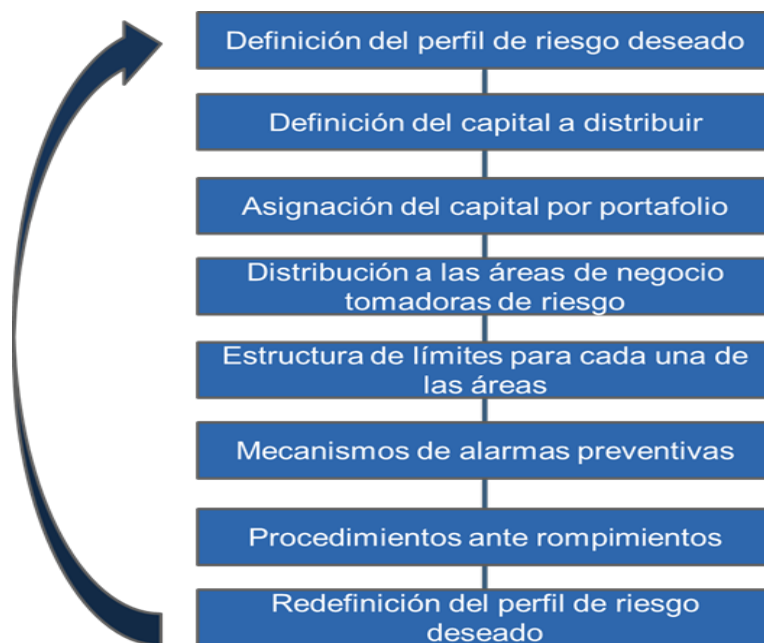 Definición del perfil de riesgo deseado
Definición del capital a distribuir
Asignación del capital por portafolio
Distribución a las áreas de negocio
tomadoras de riesgo
Estructura de límites para cada una de
las áreas
Mecanismos de alarmas preventivas
Procedimientos ante rompimientos
Redefinición del perfil de riesgo
deseado